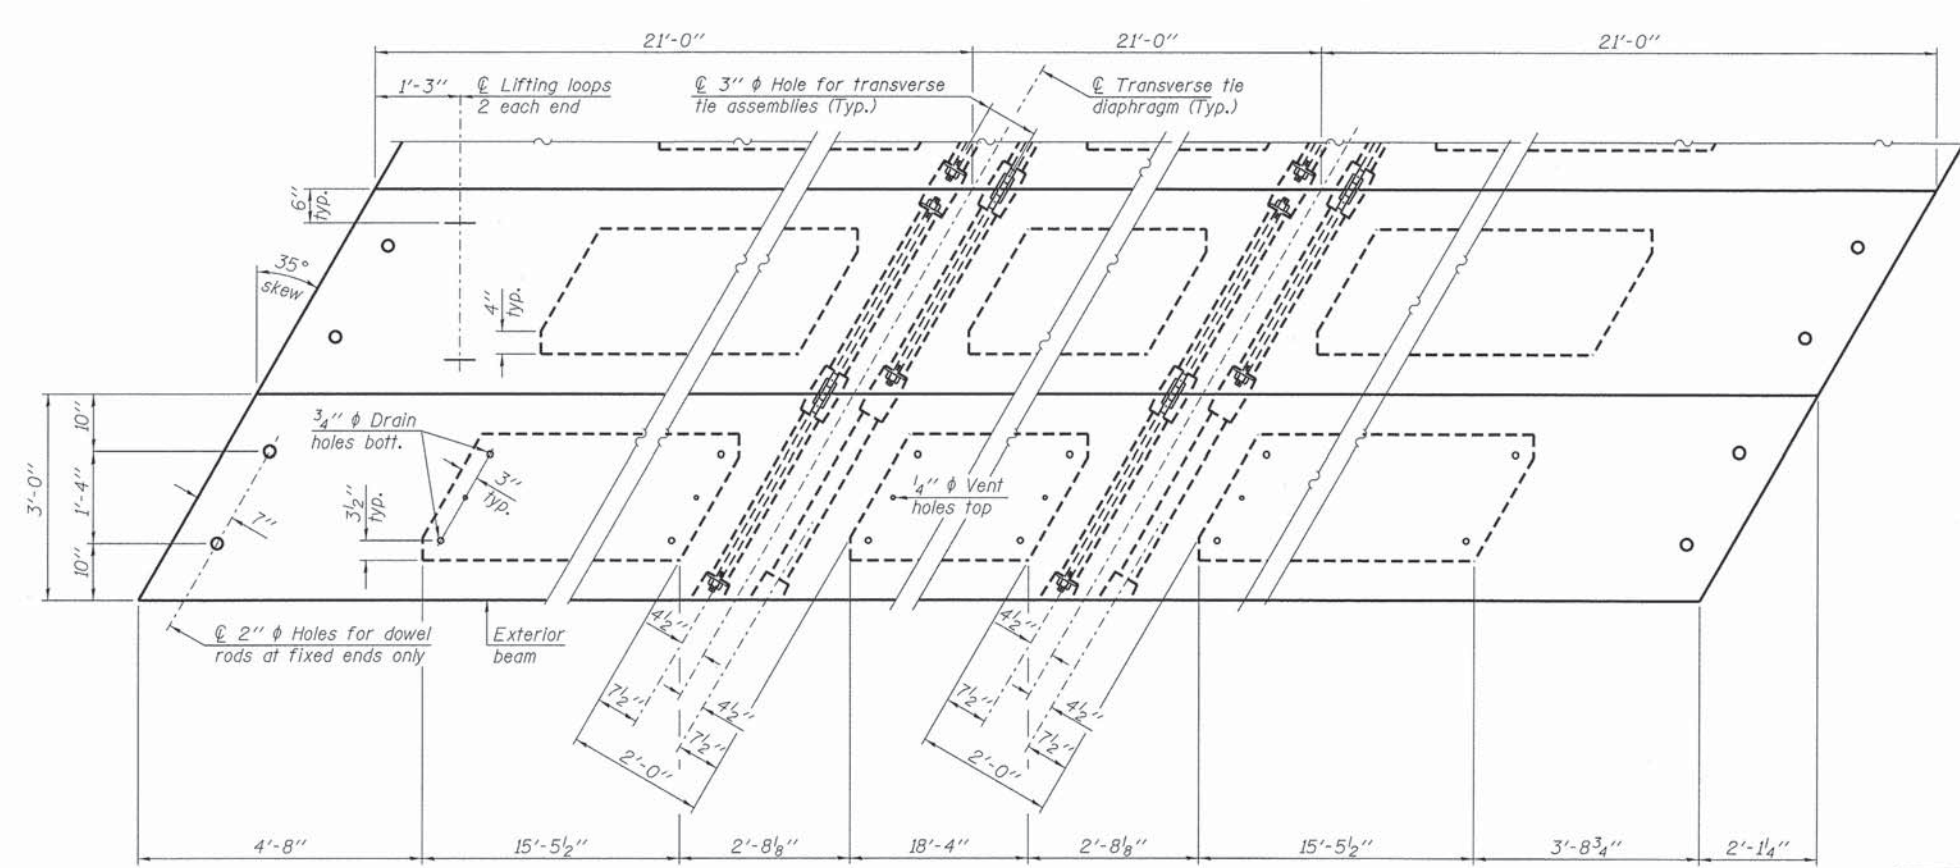 21'-0" 21'-0" 21'-0"
1'-3" ℄ Lifting loops
2 each end
℄ 3" φ Hole for transverse
tie assemblies (Typ.)
℄ Transverse tie
diaphragm (Typ.)
6"
typ.
35°
skew
4"
typ.
3'-0"
10"
1'-4"
10"
7"
3/4" φ Drain
holes bott.
3"
typ.
3 1/2"
typ.
1/4" φ Vent
holes top
℄ 2" φ Holes for dowel
rods at fixed ends only
Exterior
beam
4 1/2" 4 1/2"
7 1/2" 4 1/2" 7 1/2" 4 1/2"
7 1/2" 7 1/2"
2'-0" 2'-0"
4'-8" 15'-5 1/2" 2'-8 1/8" 18'-4" 2'-8 1/8" 15'-5 1/2" 3'-8 3/4" 2'-1 1/4"